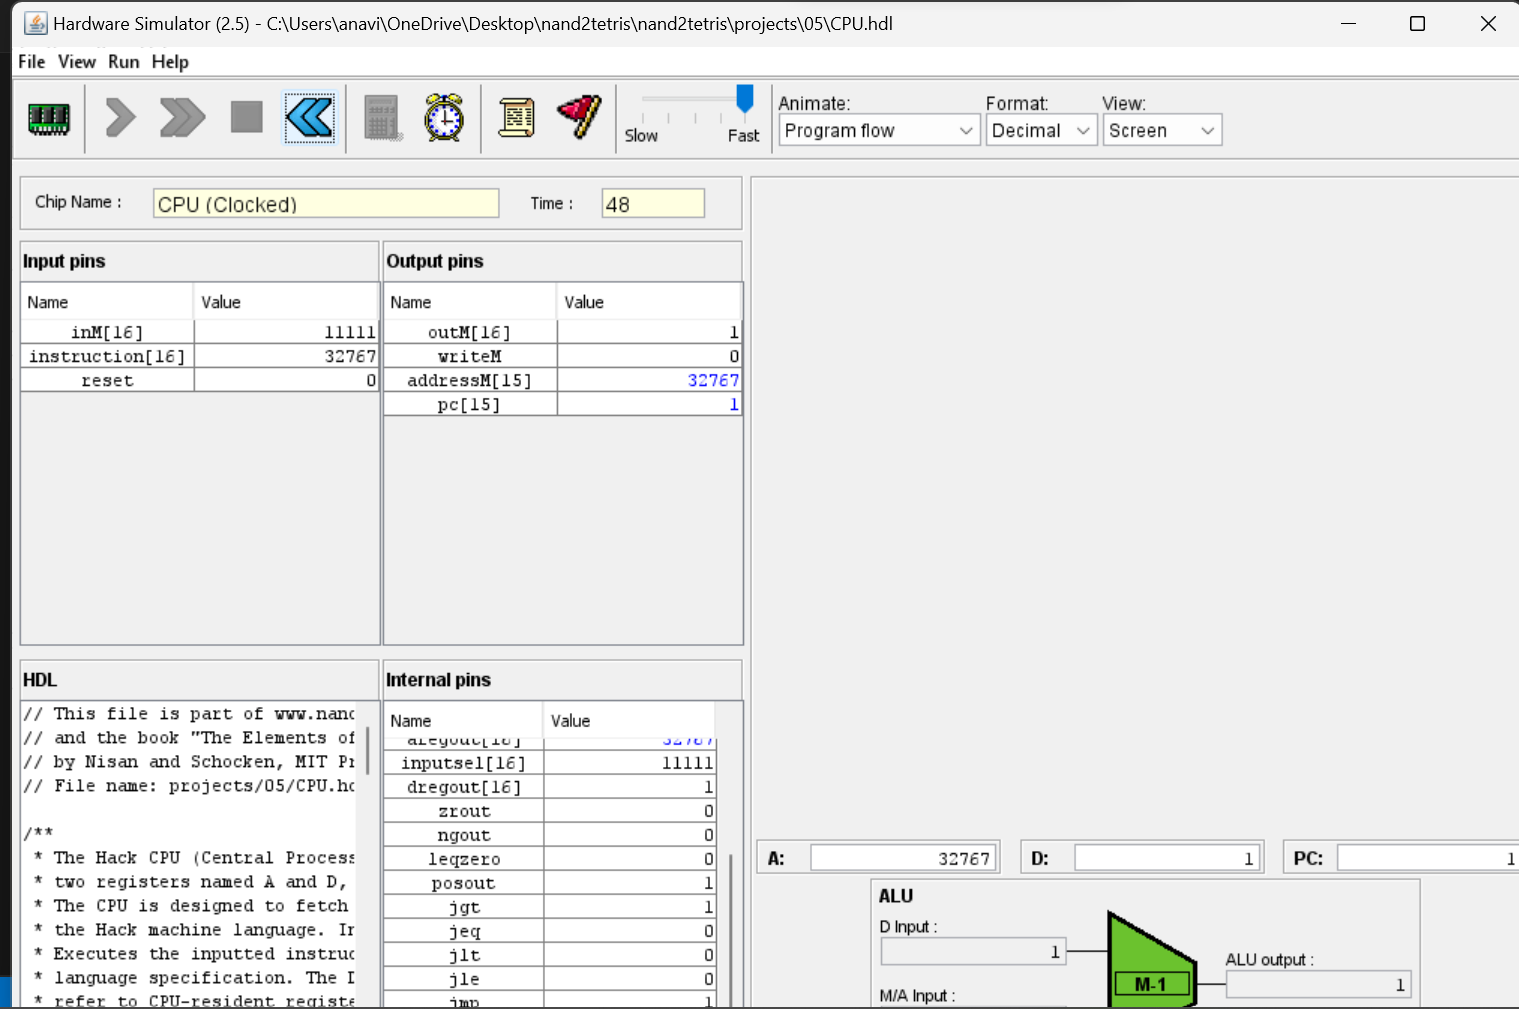 Hardware Simulator (2.5) - C:\Users\anavi\OneDrive\Desktop\nand2tetris\nand2tetris\projects\05\CPU.hdl
File View Run Help
Animate: Format: View:
Slow Fast Program flow Decimal Screen
Chip Name : CPU (Clocked) Time : 48
Input pins
Name Value
inM[16] 11111
instruction[16] 32767
reset 0
Output pins
Name Value
outM[16] 1
writeM 0
addressM[15] 32767
pc[15] 1
HDL
// This file is part of www.nand
// and the book "The Elements of
// by Nisan and Schocken, MIT Pr
// File name: projects/05/CPU.hd
/**
* The Hack CPU (Central Process
* two registers named A and D,
* The CPU is designed to fetch
* the Hack machine language. In
* Executes the inputted instruc
* language specification. The D
* refer to CPU-resident registe
Internal pins
Name Value
aregout[16] 32767
inputsel[16] 11111
dregout[16] 1
zrout 0
ngout 0
leqzero 0
posout 1
jgt 1
jeq 0
jlt 0
jle 0
jmp 1
A: 32767 D: 1 PC: 1
ALU
D Input :
1
M/A Input :
M-1
ALU output :
1